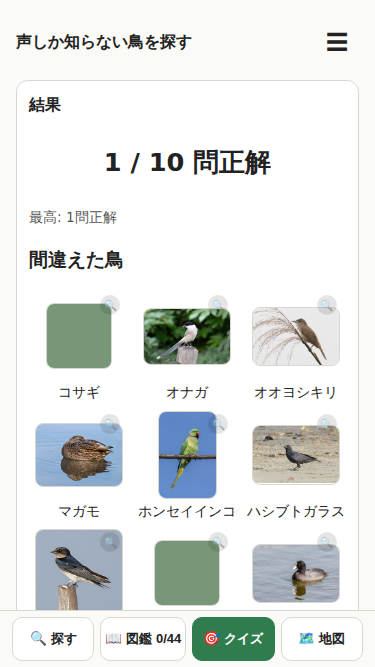 声しか知らない鳥を探す
結果
1 / 10 問正解
最高: 1問正解
間違えた鳥
コサギ
オナガ
オオヨシキリ
マガモ
ホンセイインコ
ハシブトガラス
探す
図鑑 0/44
クイズ
地図